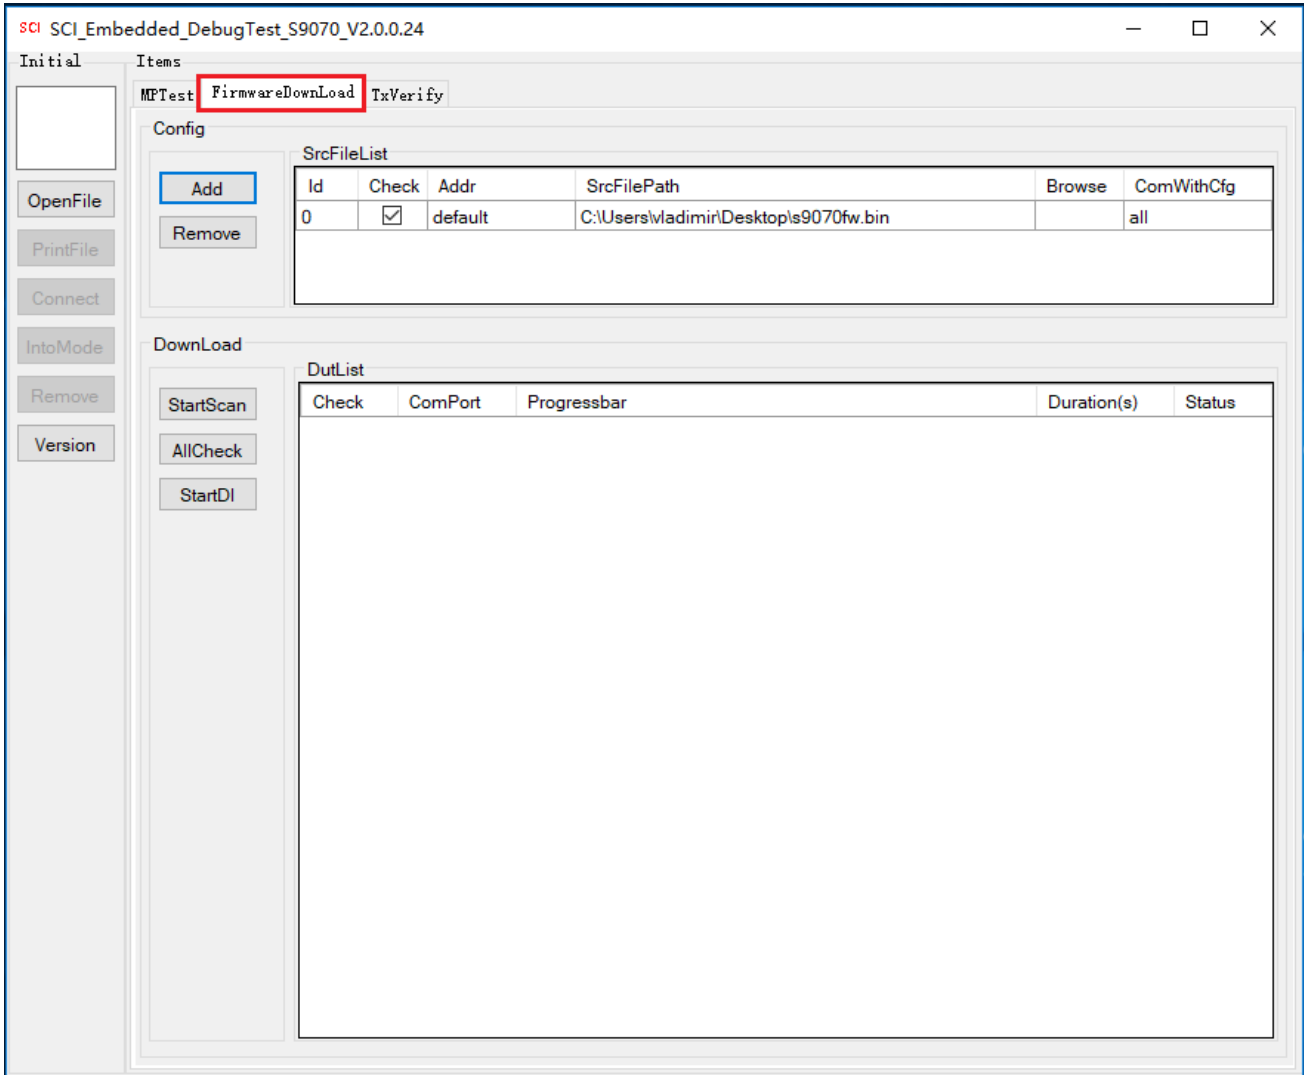 SCI SCI_Embedded_DebugTest_S9070_V2.0.0.24
Initial
Items
MPTest FirmwareDownLoad TxVerify
OpenFile
PrintFile
Connect
IntoMode
Remove
Version
Config
Add
Remove
SrcFileList
Id Check Addr SrcFilePath Browse ComWithCfg
0 default C:\Users\vladimir\Desktop\s9070fw.bin all
DownLoad
StartScan
AllCheck
StartDl
DutList
Check ComPort Progressbar Duration(s) Status